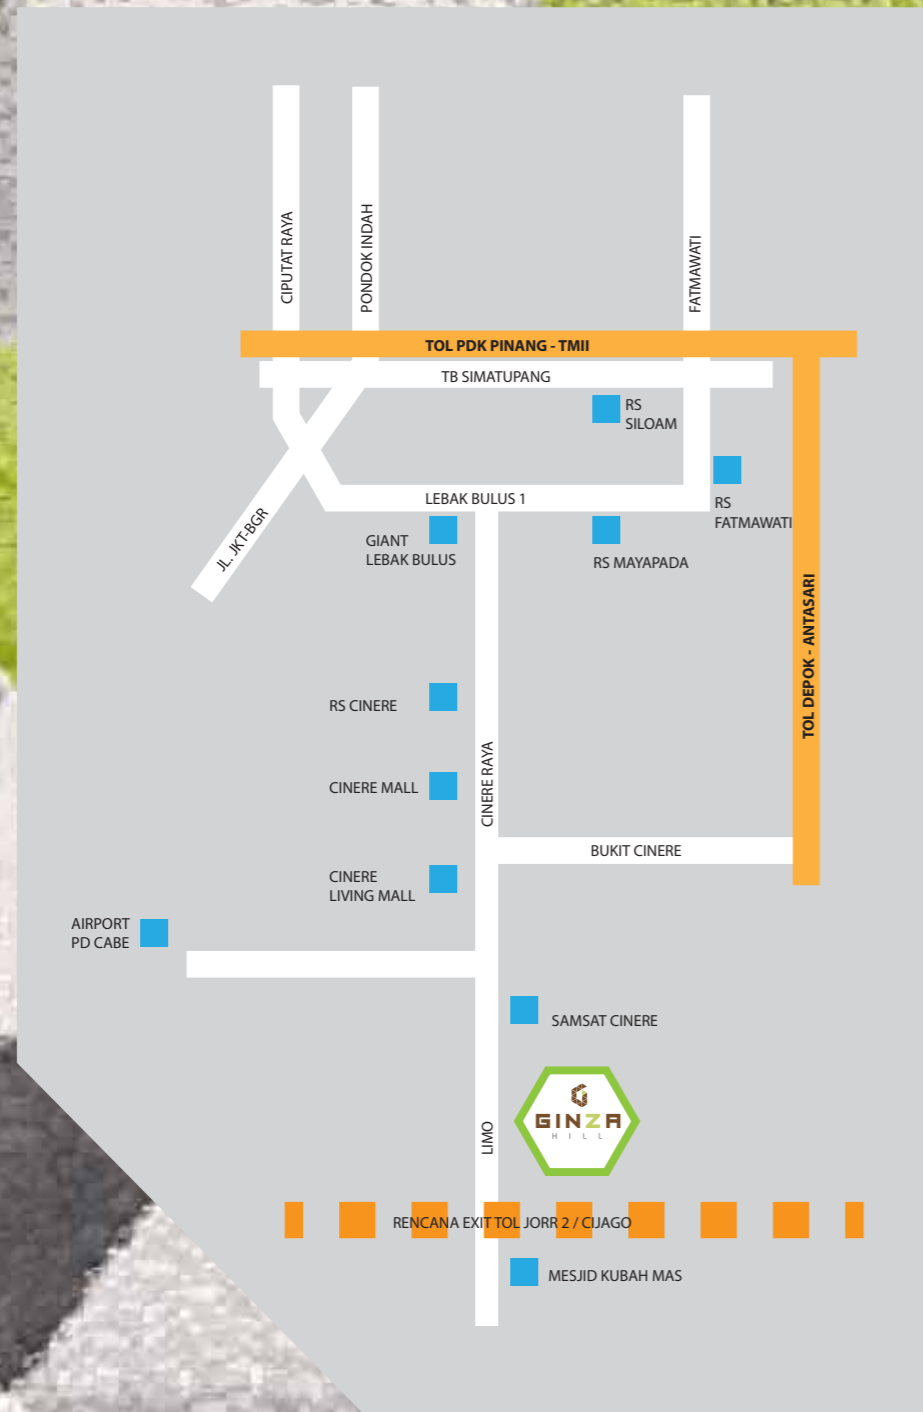 CIPUTAT RAYA
PONDOK INDAH
FATMAWATI
TOL PDK PINANG - TMII
TB SIMATUPANG
RS
SILOAM
LEBAK BULUS 1
RS
FATMAWATI
JL. JKT-BGR
GIANT
LEBAK BULUS
RS MAYAPADA
TOL DEPOK - ANTASARI
RS CINERE
CINERE RAYA
CINERE MALL
BUKIT CINERE
CINERE
LIVING MALL
AIRPORT
PD CABE
SAMSAT CINERE
GINZA
HILL
LIMO
RENCANA EXIT TOL JORR 2 / CIJAGO
MESJID KUBAH MAS